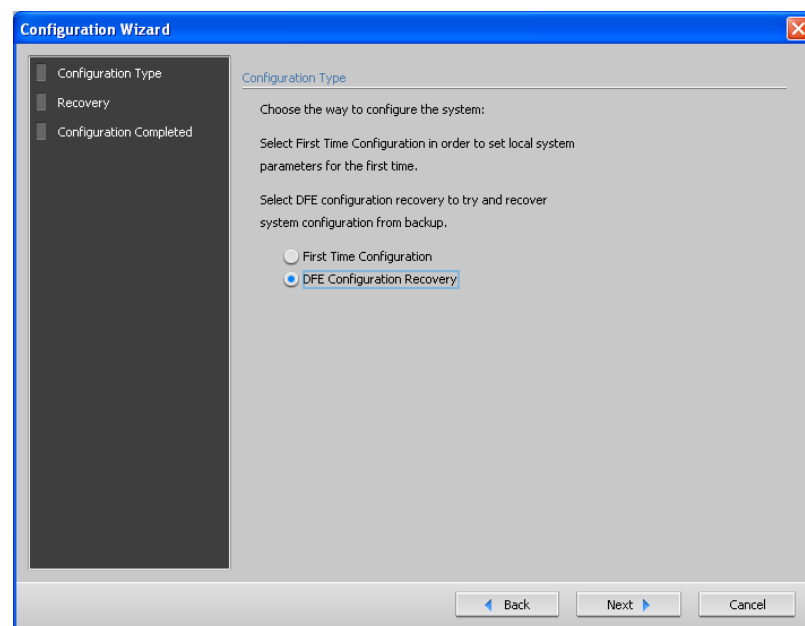 Configuration Wizard
Configuration Type
Recovery
Configuration Completed
Configuration Type
Choose the way to configure the system:
Select First Time Configuration in order to set local system
parameters for the first time.
Select DFE configuration recovery to try and recover
system configuration from backup.
First Time Configuration
DFE Configuration Recovery
Back
Next
Cancel